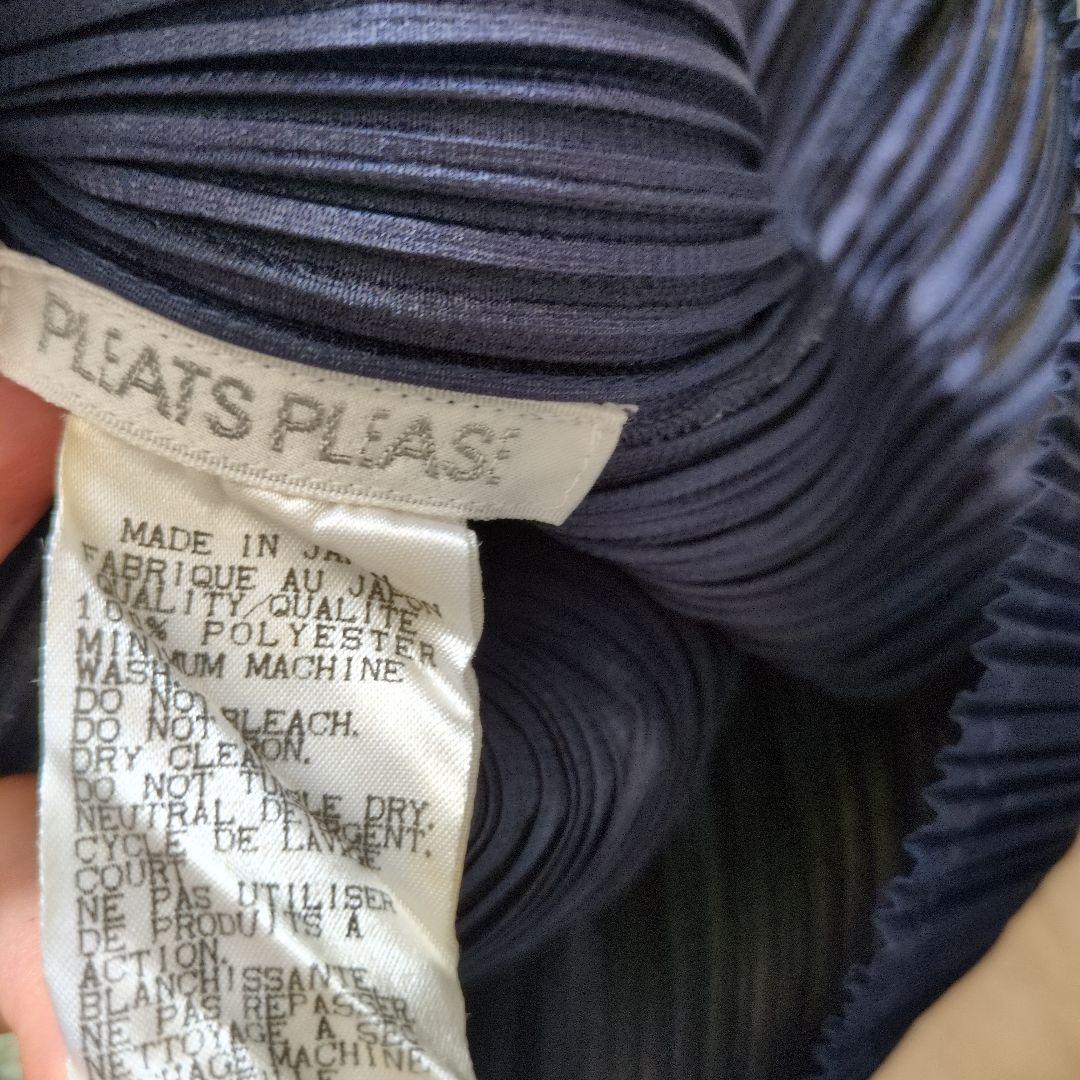 PLEATS PLEASE
MADE IN JAPAN
FABRIQUE AU JAPON
QUALITY/QUALITE
100% POLYESTER
MINIMUM MACHINE
WASH
DO NOT
DO NOT BLEACH.
DRY CLEAN
DO NOT TUMBLE DRY.
NEUTRAL DETERGENT.
CYCLE DE LAVAGE
COURT
NE PAS UTILISER
DE PRODUITS A
ACTION
BLANCHISSANTE
NE PAS REPASSER
NETTOYAGE A SEC
MACHINE